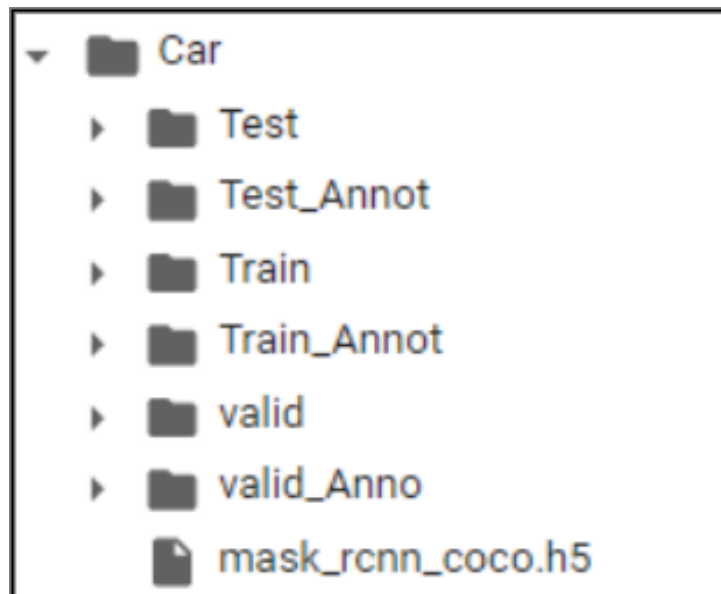 Car
Test
Test_Annot
Train
Train_Annot
valid
valid_Anno
mask_rcnn_coco.h5